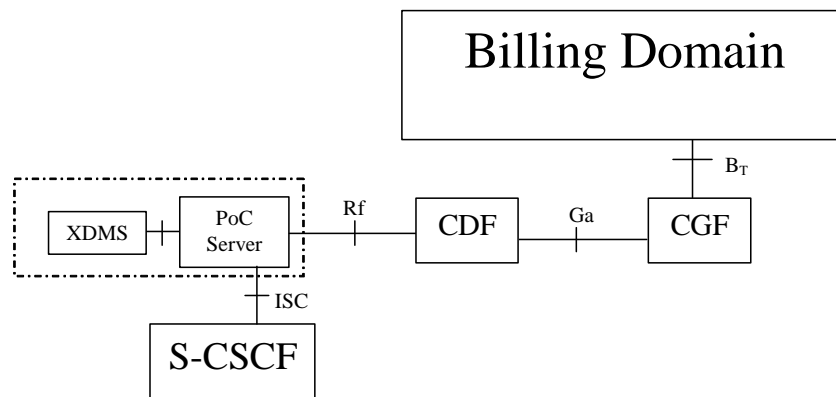 Billing Domain
B_T
PoC
Server
XDMS
Rf
CDF
Ga
CGF
ISC
S-CSCF